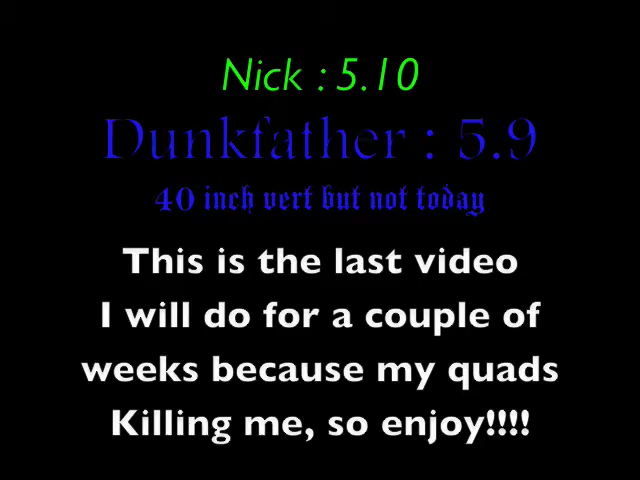 Nick : 5.10
Dunkfather : 5.9
40 inch vert but not today
This is the last video
I will do for a couple of
weeks because my quads
Killing me, so enjoy!!!!